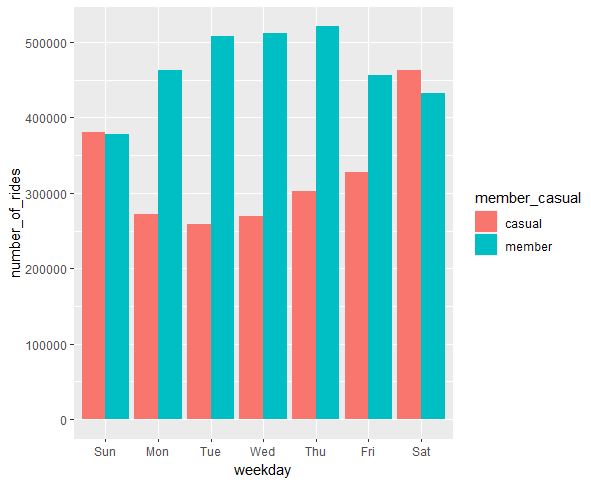 500000
400000
300000
200000
100000
0
number_of_rides
Sun Mon Tue Wed Thu Fri Sat
weekday
member_casual
casual
member